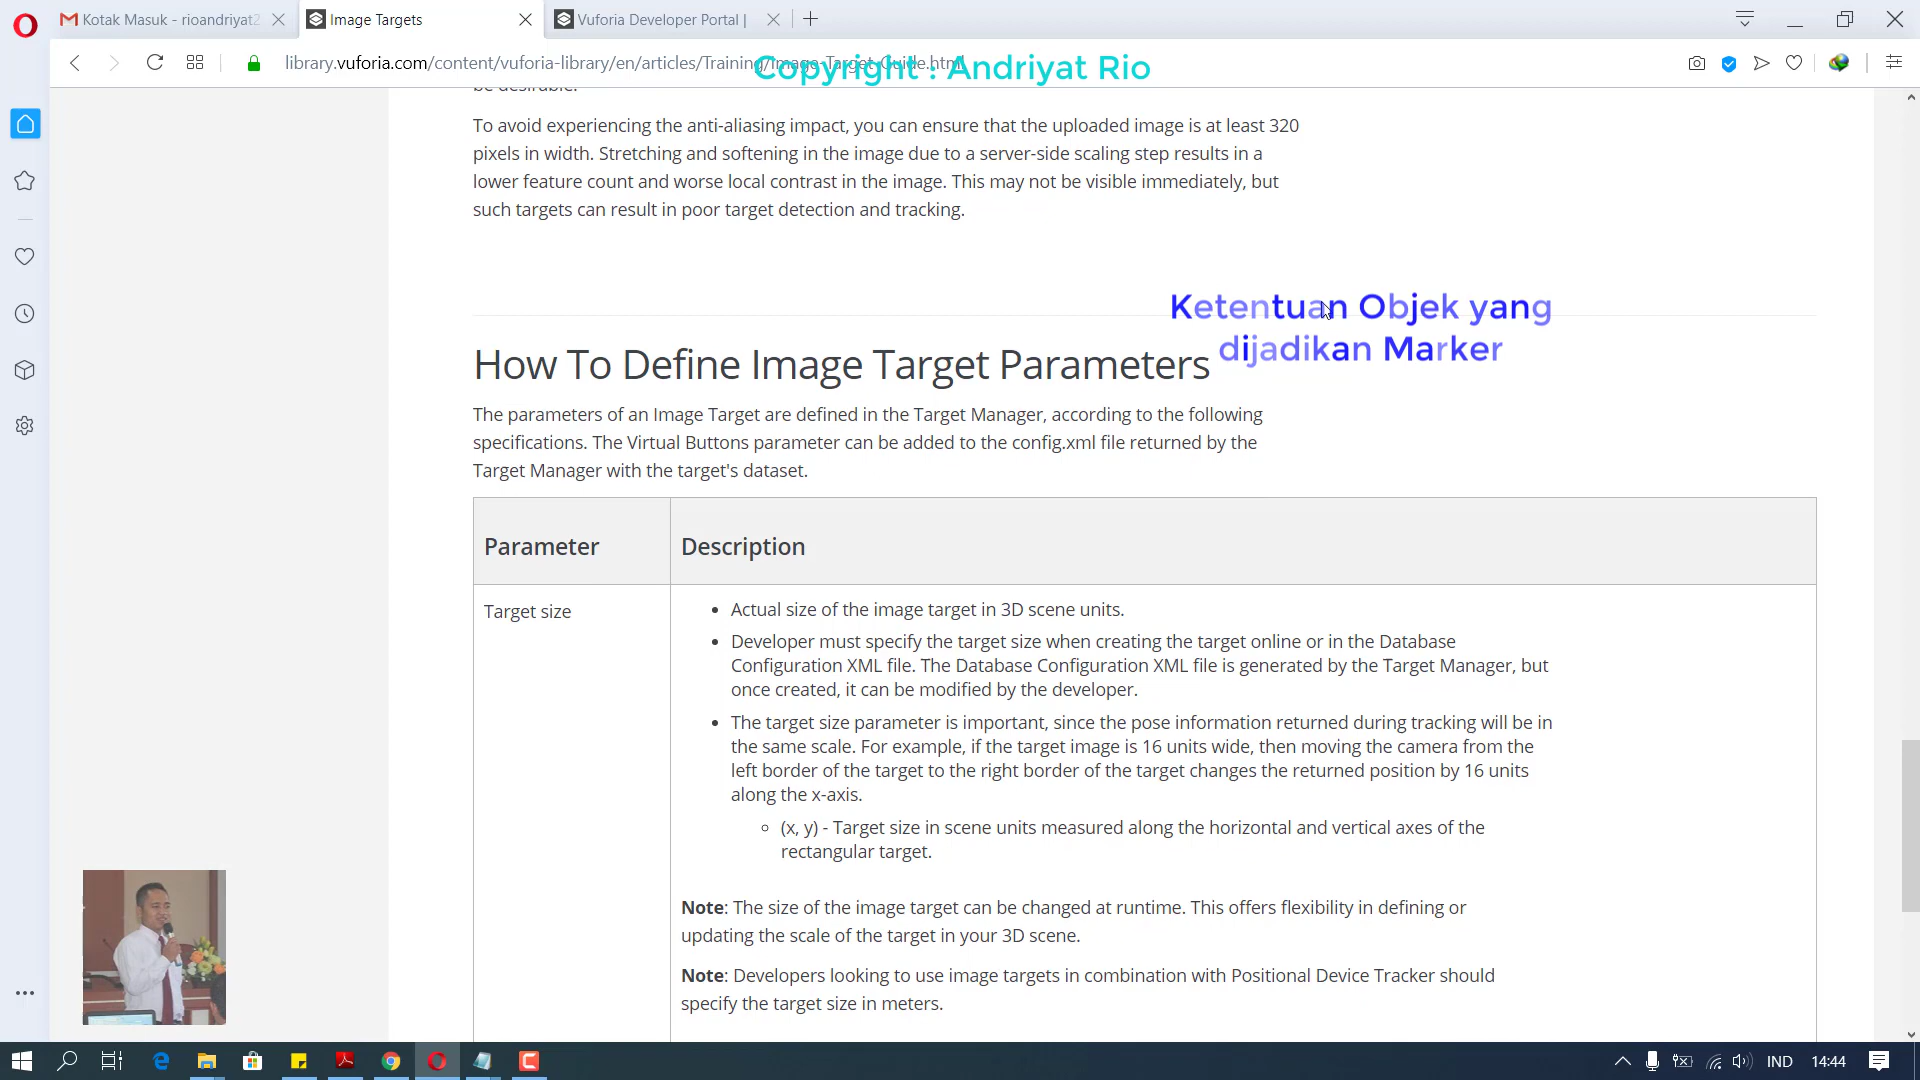 Kotak Masuk - rioandriyat2
Image Targets
Vuforia Developer Portal |
library.vuforia.com/content/vuforia-library/en/articles/Training/Image-Target-Guide.html
Copyright : Andriyat Rio
be desirable.
To avoid experiencing the anti-aliasing impact, you can ensure that the uploaded image is at least 320
pixels in width. Stretching and softening in the image due to a server-side scaling step results in a
lower feature count and worse local contrast in the image. This may not be visible immediately, but
such targets can result in poor target detection and tracking.
Ketentuan Objek yang
dijadikan Marker
How To Define Image Target Parameters
The parameters of an Image Target are defined in the Target Manager, according to the following
specifications. The Virtual Buttons parameter can be added to the config.xml file returned by the
Target Manager with the target's dataset.
Parameter
Description
Target size
• Actual size of the image target in 3D scene units.
• Developer must specify the target size when creating the target online or in the Database
Configuration XML file. The Database Configuration XML file is generated by the Target Manager, but
once created, it can be modified by the developer.
• The target size parameter is important, since the pose information returned during tracking will be in
the same scale. For example, if the target image is 16 units wide, then moving the camera from the
left border of the target to the right border of the target changes the returned position by 16 units
along the x-axis.
◦ (x, y) - Target size in scene units measured along the horizontal and vertical axes of the
rectangular target.
Note: The size of the image target can be changed at runtime. This offers flexibility in defining or
updating the scale of the target in your 3D scene.
Note: Developers looking to use image targets in combination with Positional Device Tracker should
specify the target size in meters.
IND
14:44